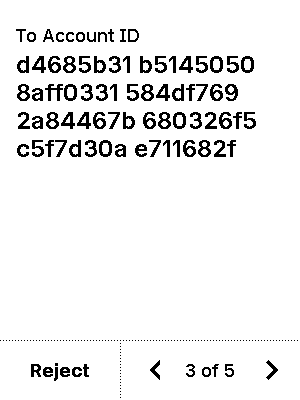 To Account ID
d4685b31 b5145050
8aff0331 584df769
2a84467b 680326f5
c5f7d30a e711682f
Reject
3 of 5